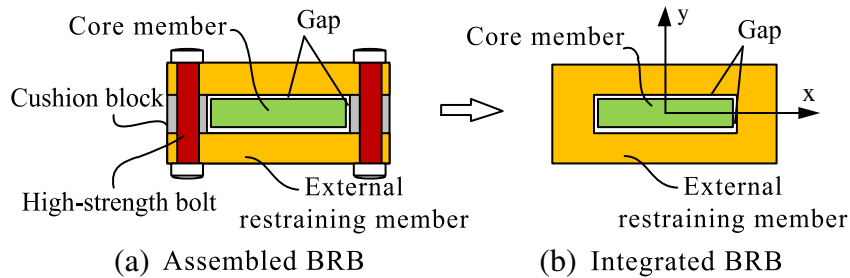 Core member
Gap
Cushion block
High-strength bolt
External
restraining member
(a) Assembled BRB
y
Core member
Gap
x
External
restraining member
(b) Integrated BRB